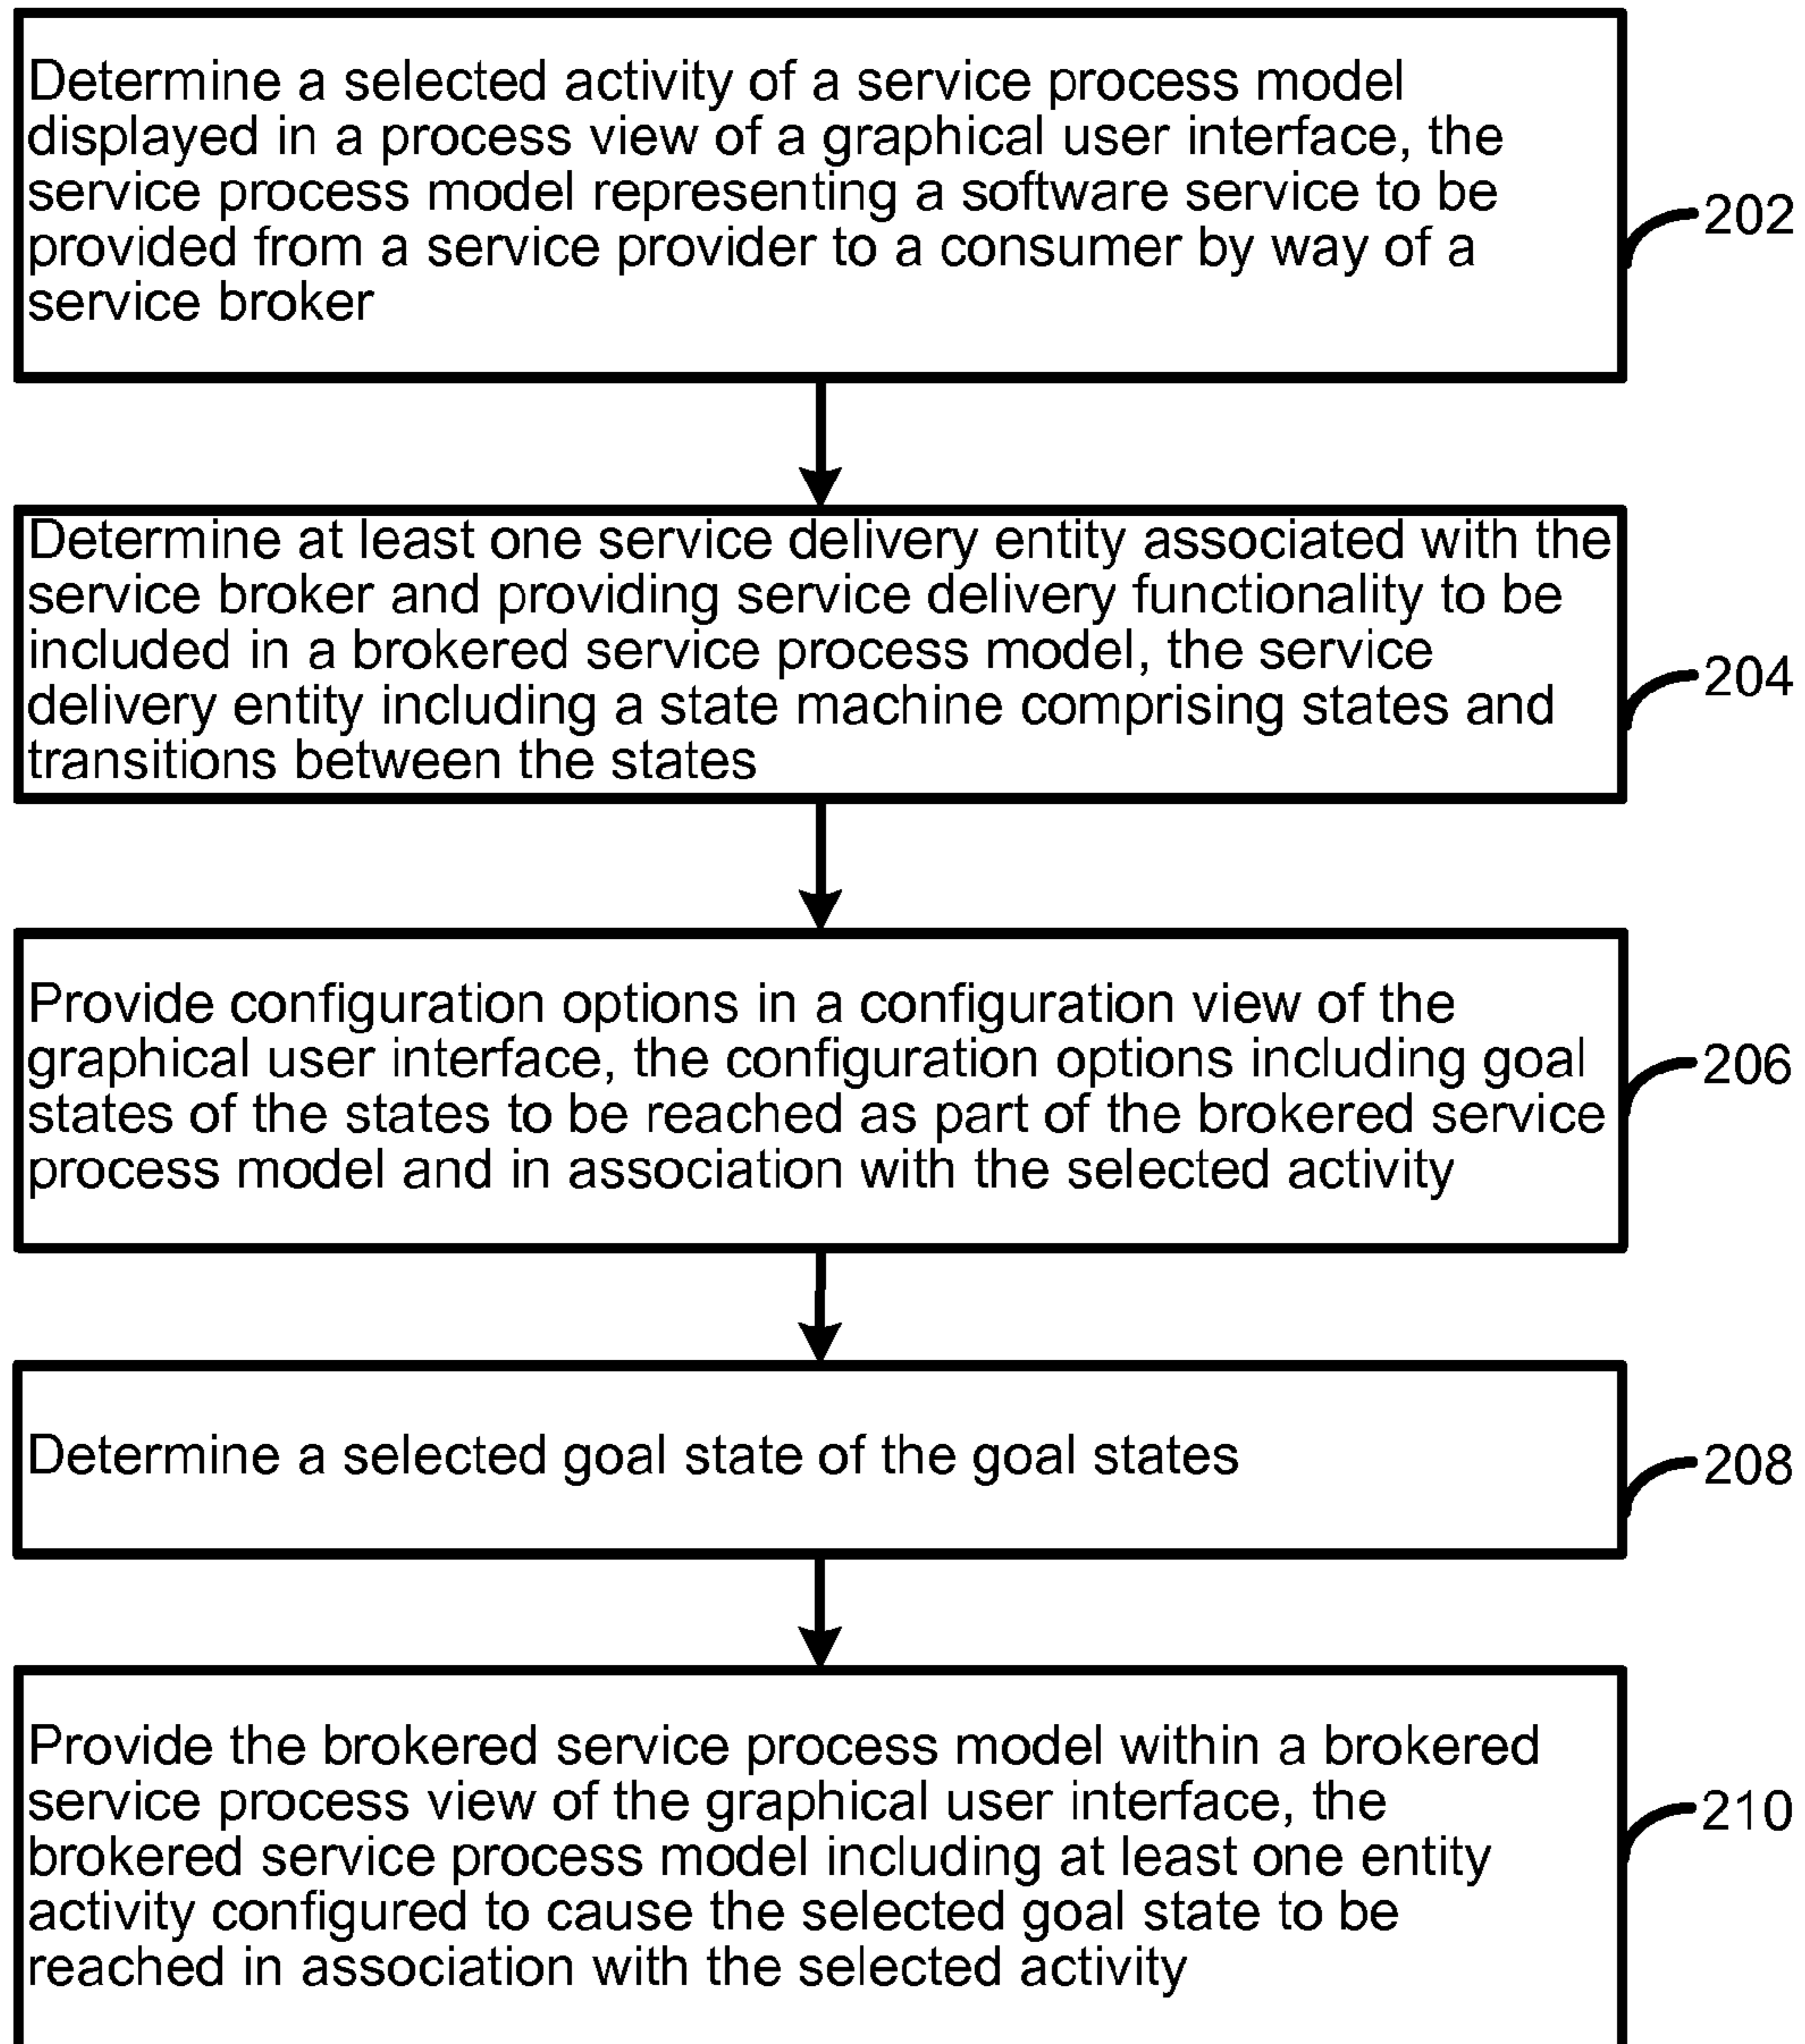 Determine a selected activity of a service process model
displayed in a process view of a graphical user interface, the
service process model representing a software service to be
provided from a service provider to a consumer by way of a
service broker
202
Determine at least one service delivery entity associated with the
service broker and providing service delivery functionality to be
included in a brokered service process model, the service
delivery entity including a state machine comprising states and
transitions between the states
204
Provide configuration options in a configuration view of the
graphical user interface, the configuration options including goal
states of the states to be reached as part of the brokered service
process model and in association with the selected activity
206
Determine a selected goal state of the goal states
208
Provide the brokered service process model within a brokered
service process view of the graphical user interface, the
brokered service process model including at least one entity
activity configured to cause the selected goal state to be
reached in association with the selected activity
210